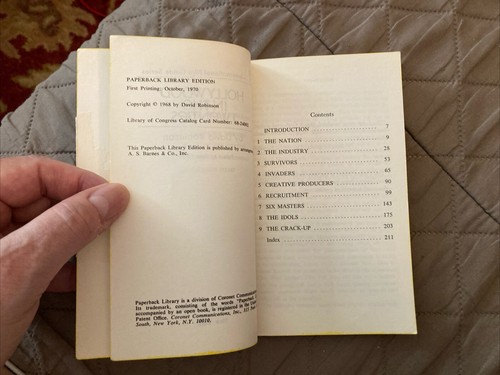 PAPERBACK LIBRARY EDITION
First Printing: October, 1970
Copyright © 1968 by David Robinson
Library of Congress Catalog Card Number: 68-24002
This Paperback Library Edition is published by
A. S. Barnes & Co., Inc.
Paperback Library is a division of Coronet
Its trademark, consisting of the words "Paperback
accompanied by an open book, is registered in the
Patent Office. Coronet Communications, Inc., 315
South, New York, N.Y. 10010.
Contents
INTRODUCTION 7
1 THE NATION 9
2 THE INDUSTRY 28
3 SURVIVORS 53
4 INVADERS 65
5 CREATIVE PRODUCERS 90
6 RECRUITMENT 99
7 SIX MASTERS 143
8 THE IDOLS 175
9 THE CRACK-UP 203
Index 211